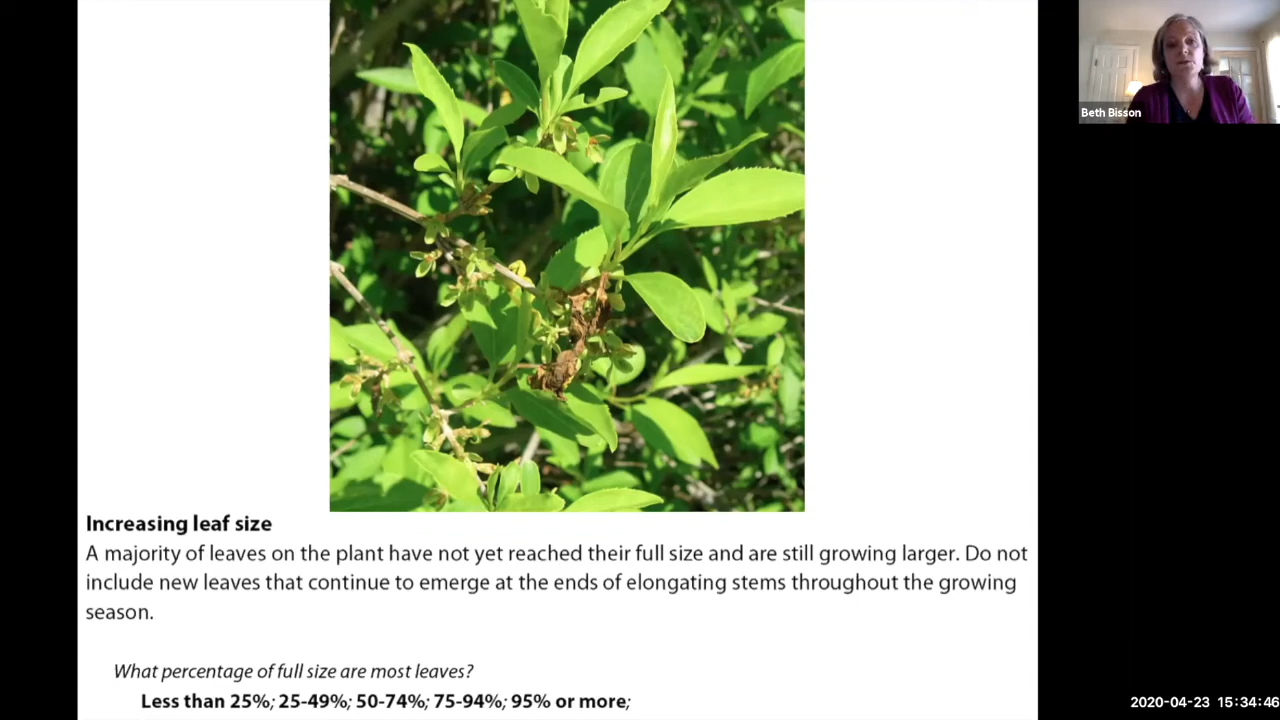 Beth Bisson
Increasing leaf size
A majority of leaves on the plant have not yet reached their full size and are still growing larger. Do not
include new leaves that continue to emerge at the ends of elongating stems throughout the growing
season.
What percentage of full size are most leaves?
Less than 25%; 25-49%; 50-74%; 75-94%; 95% or more;
2020-04-23 15:34:46